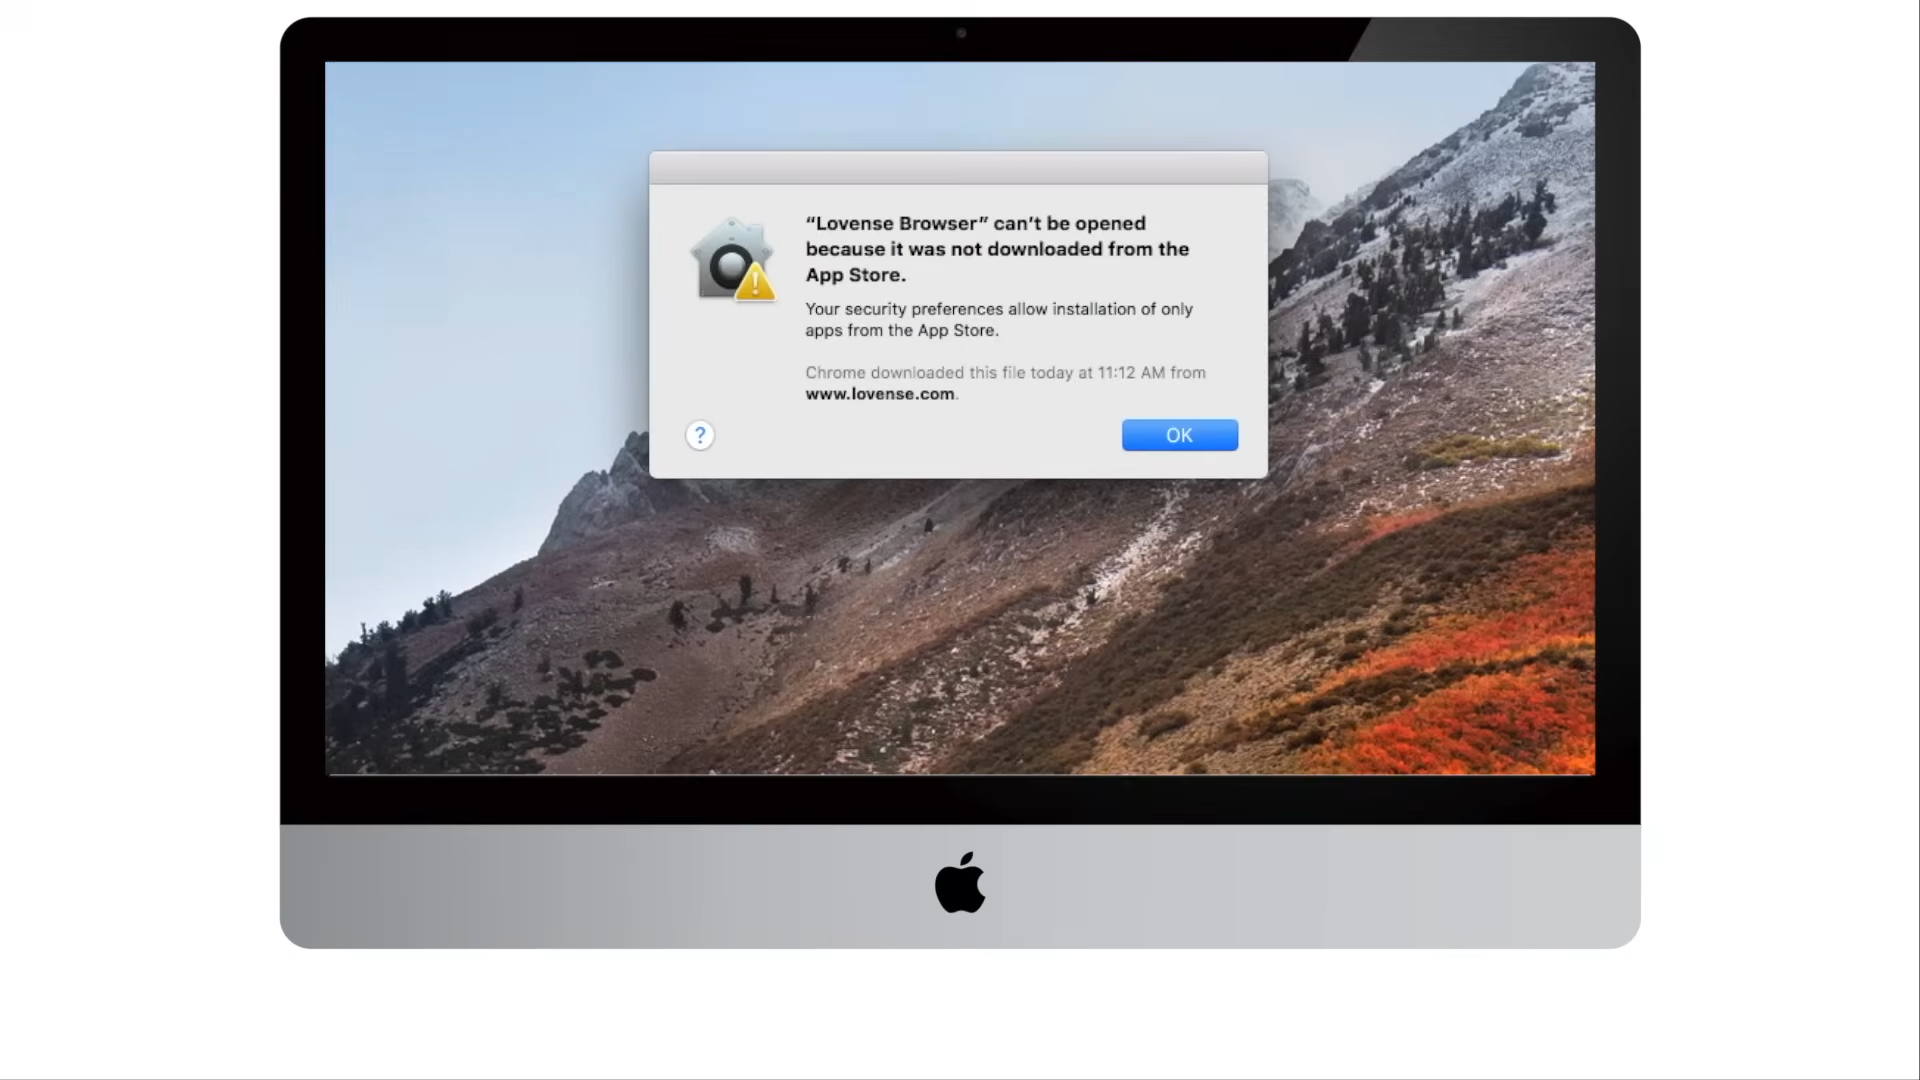 “Lovense Browser” can’t be opened
because it was not downloaded from the
App Store.
Your security preferences allow installation of only
apps from the App Store.
Chrome downloaded this file today at 11:12 AM from
www.lovense.com.
?
OK